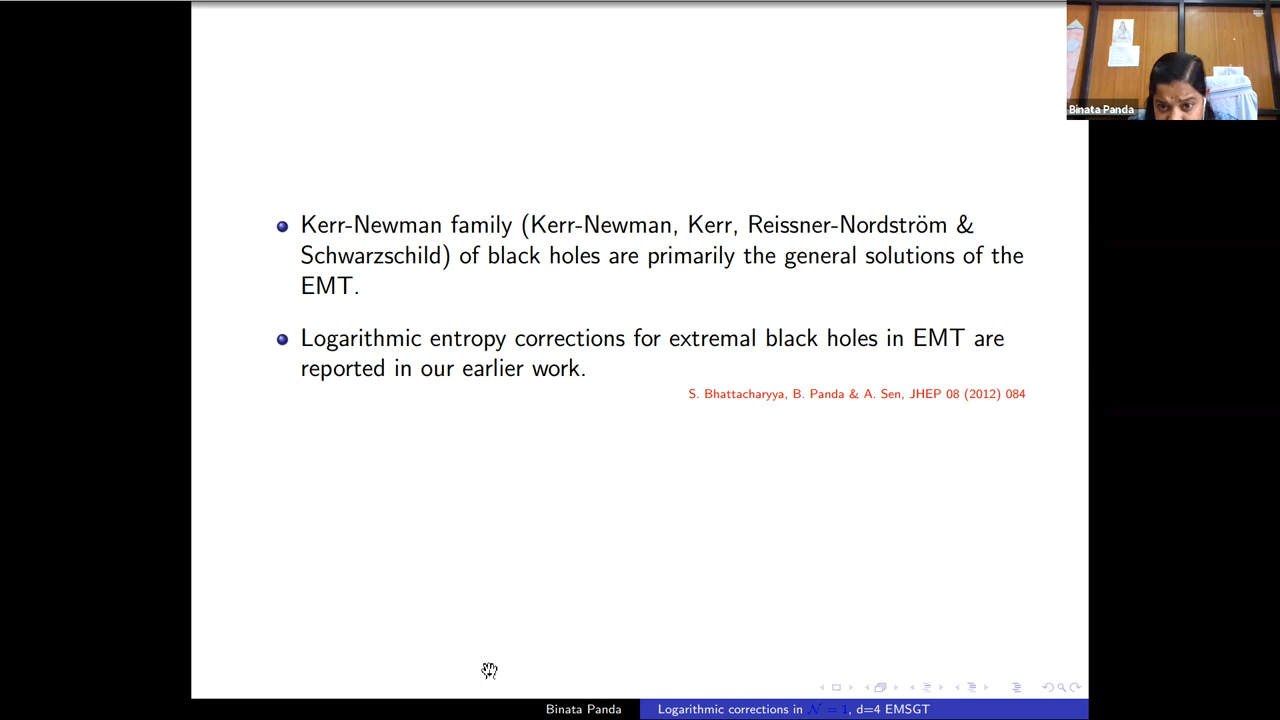 Binata Panda
Kerr-Newman family (Kerr-Newman, Kerr, Reissner-Nordström &
Schwarzschild) of black holes are primarily the general solutions of the
EMT.
Logarithmic entropy corrections for extremal black holes in EMT are
reported in our earlier work.
S. Bhattacharyya, B. Panda & A. Sen, JHEP 08 (2012) 084
Binata Panda
Logarithmic corrections in 𝒩 = 1, d=4 EMSGT